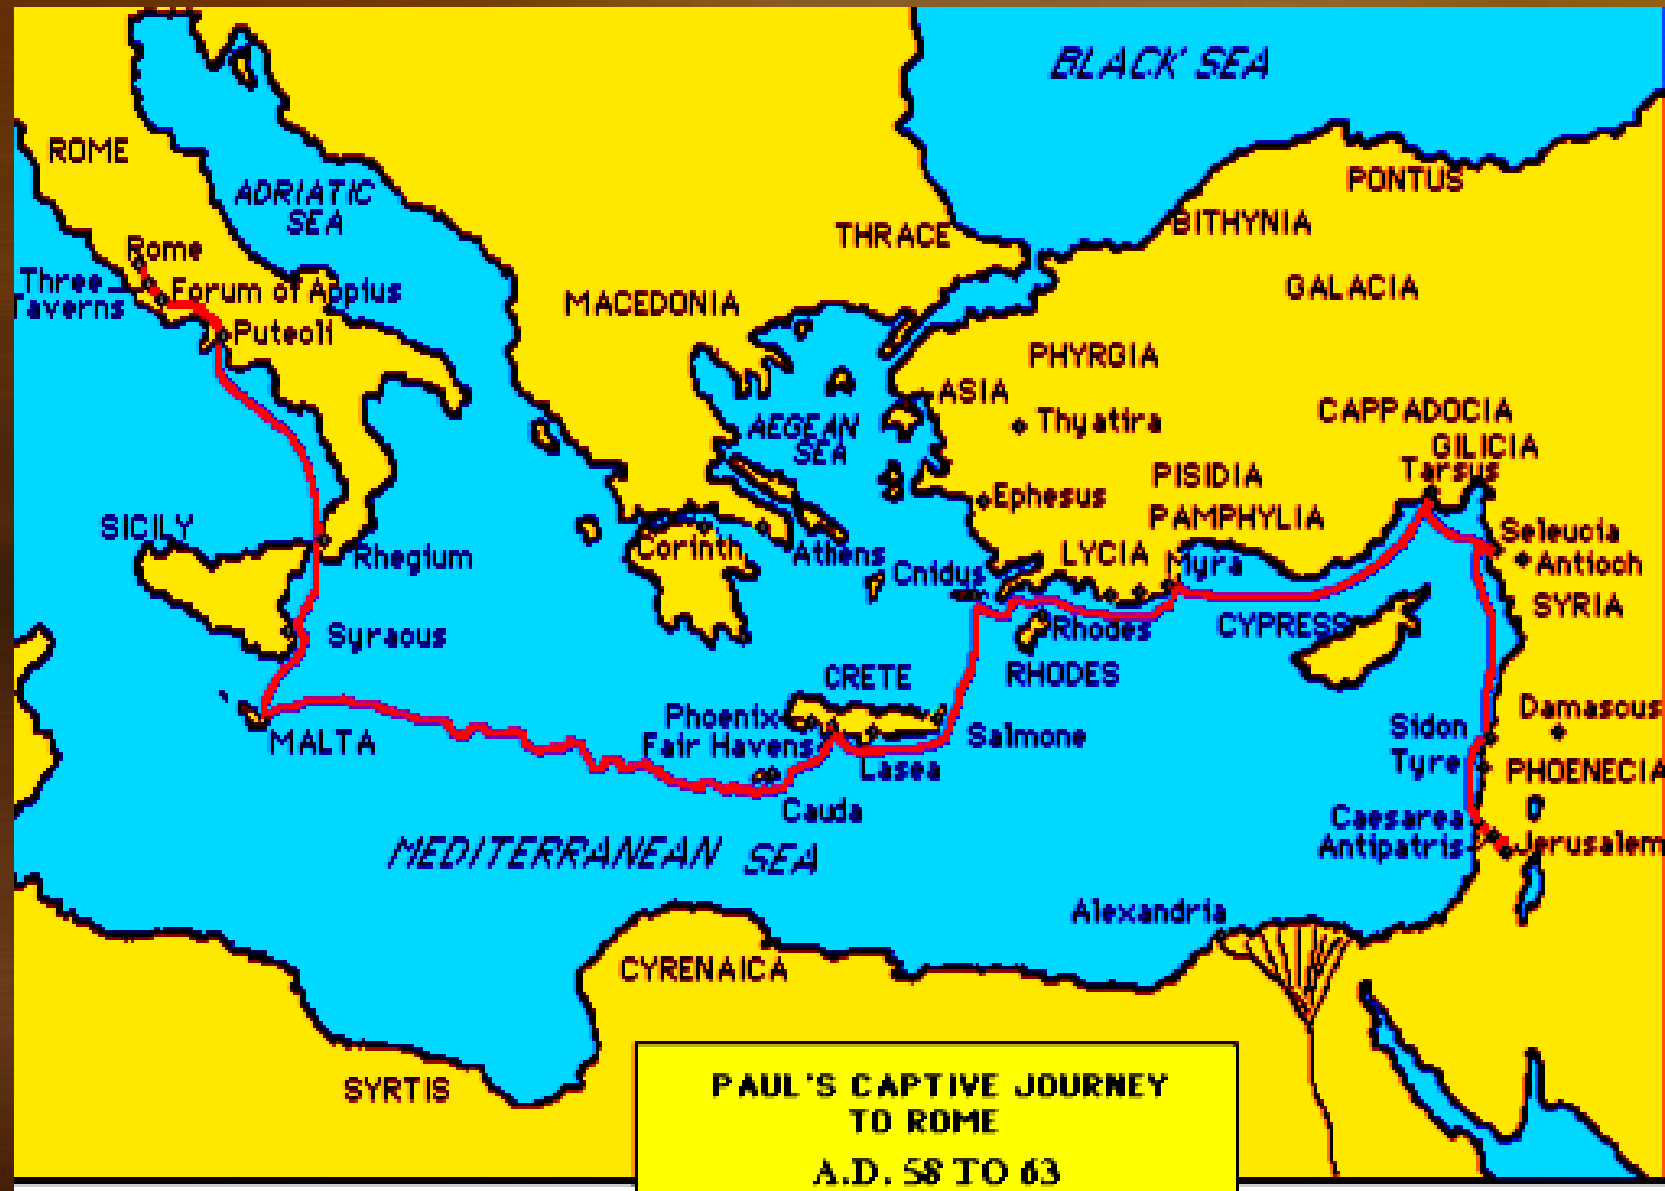 BLACK SEA
ROME
PONTUS
ADRIATIC
SEA
BITHYNIA
THRACE
Rome
Three
Taverns
Forum of Appius
MACEDONIA
GALACIA
Puteoli
PHYRGIA
ASIA
Thyatira
CAPPADOCIA
AEGEAN
SEA
GILICIA
Tarsus
PISIDIA
Ephesus
PAMPHYLIA
SICILY
Seleucia
Rhegium
Corinth
Athens
LYCIA
Myra
Antioch
Cnidus
SYRIA
Syraous
Rhodes
CYPRESS
CRETE
RHODES
Phoenix
Fair Havens
Salmone
Sidon
Damascus
MALTA
Lasea
Tyre
PHOENECIA
Cauda
Caesarea
Antipatris
Jerusalem
MEDITERRANEAN SEA
Alexandria
CYRENAICA
SYRTIS
PAUL'S CAPTIVE JOURNEY
TO ROME
A.D. 58 TO 63